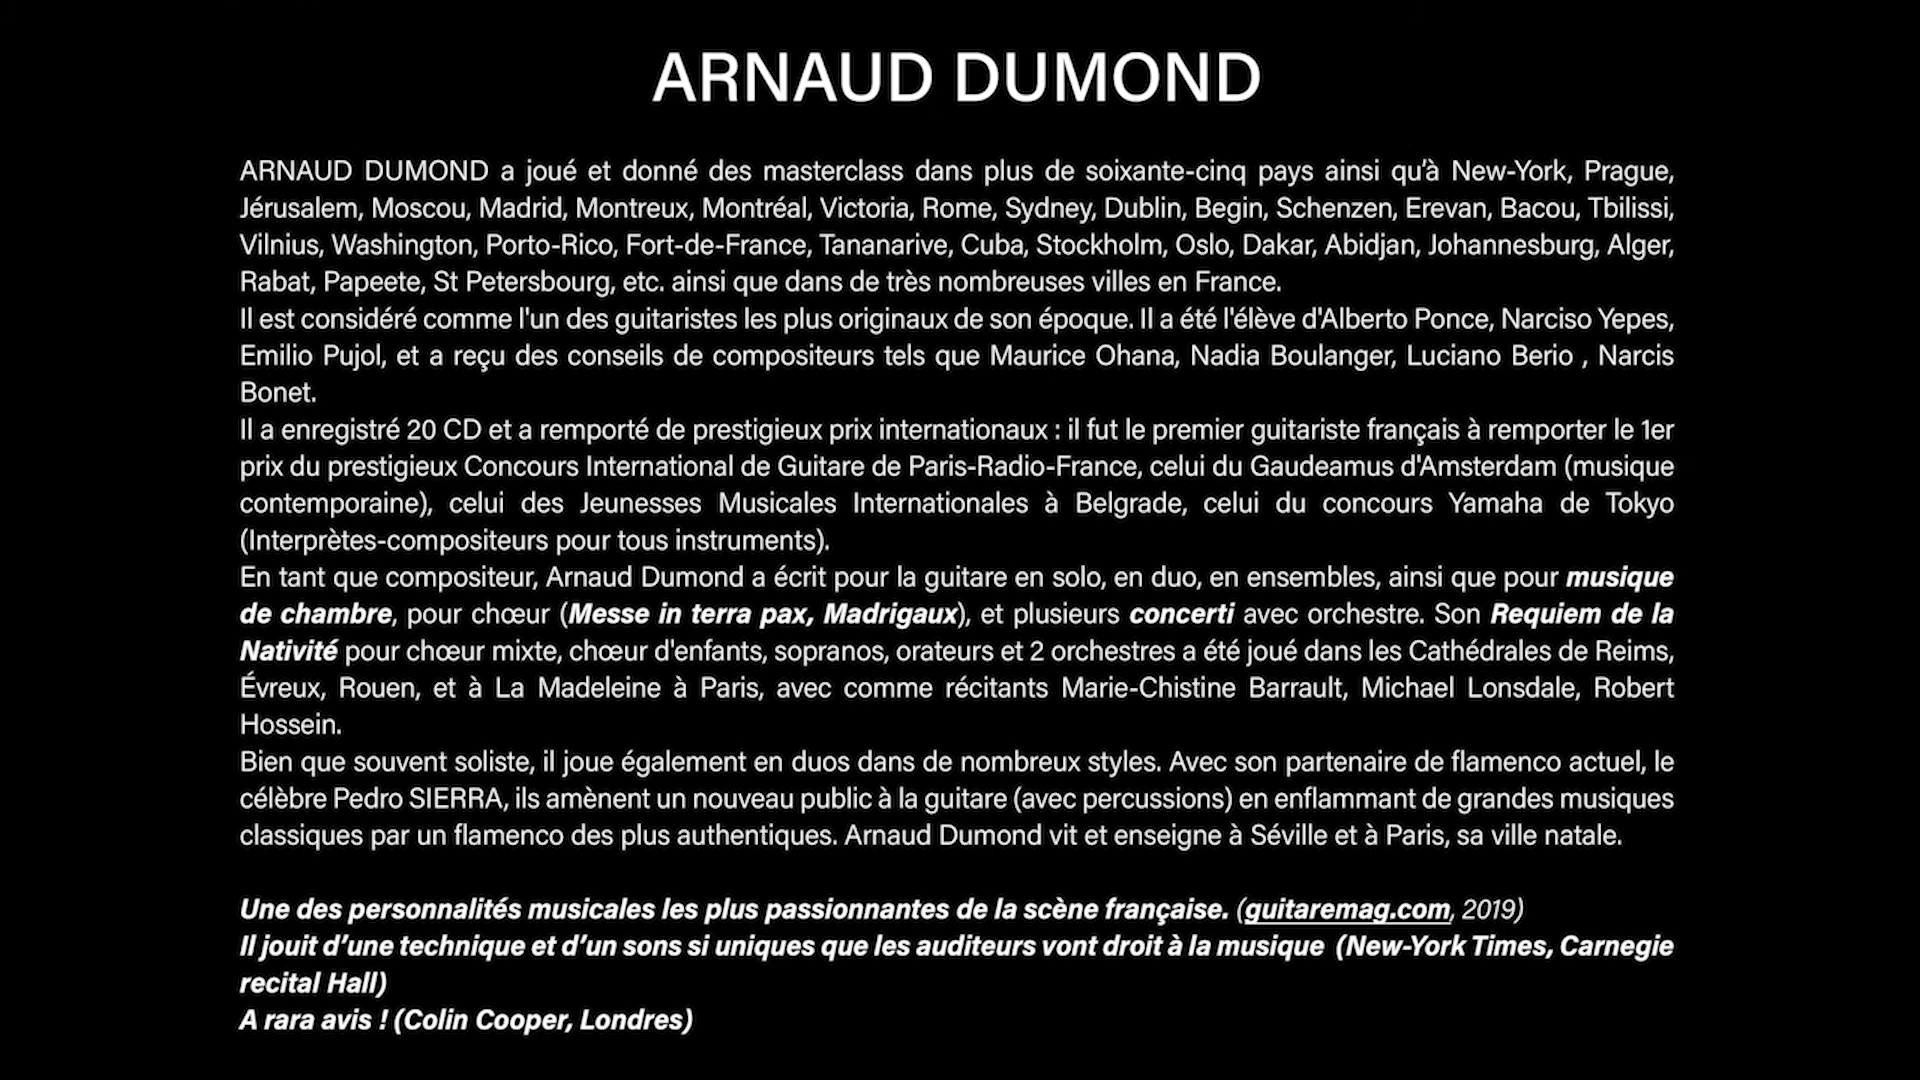 ARNAUD DUMOND
ARNAUD DUMOND a joué et donné des masterclass dans plus de soixante-cinq pays ainsi qu’à New-York, Prague,
Jérusalem, Moscou, Madrid, Montreux, Montréal, Victoria, Rome, Sydney, Dublin, Begin, Schenzen, Erevan, Bacou, Tbilissi,
Vilnius, Washington, Porto-Rico, Fort-de-France, Tananarive, Cuba, Stockholm, Oslo, Dakar, Abidjan, Johannesburg, Alger,
Rabat, Papeete, St Petersbourg, etc. ainsi que dans de très nombreuses villes en France.
Il est considéré comme l'un des guitaristes les plus originaux de son époque. Il a été l'élève d'Alberto Ponce, Narciso Yepes,
Emilio Pujol, et a reçu des conseils de compositeurs tels que Maurice Ohana, Nadia Boulanger, Luciano Berio , Narcis
Bonet.
Il a enregistré 20 CD et a remporté de prestigieux prix internationaux : il fut le premier guitariste français à remporter le 1er
prix du prestigieux Concours International de Guitare de Paris-Radio-France, celui du Gaudeamus d'Amsterdam (musique
contemporaine), celui des Jeunesses Musicales Internationales à Belgrade, celui du concours Yamaha de Tokyo
(Interprètes-compositeurs pour tous instruments).
En tant que compositeur, Arnaud Dumond a écrit pour la guitare en solo, en duo, en ensembles, ainsi que pour musique
de chambre, pour chœur (Messe in terra pax, Madrigaux), et plusieurs concerti avec orchestre. Son Requiem de la
Nativité pour chœur mixte, chœur d'enfants, sopranos, orateurs et 2 orchestres a été joué dans les Cathédrales de Reims,
Évreux, Rouen, et à La Madeleine à Paris, avec comme récitants Marie-Chistine Barrault, Michael Lonsdale, Robert
Hossein.
Bien que souvent soliste, il joue également en duos dans de nombreux styles. Avec son partenaire de flamenco actuel, le
célèbre Pedro SIERRA, ils amènent un nouveau public à la guitare (avec percussions) en enflammant de grandes musiques
classiques par un flamenco des plus authentiques. Arnaud Dumond vit et enseigne à Séville et à Paris, sa ville natale.
Une des personnalités musicales les plus passionnantes de la scène française. (guitaremag.com, 2019)
Il jouit d’une technique et d’un sons si uniques que les auditeurs vont droit à la musique (New-York Times, Carnegie
recital Hall)
A rara avis ! (Colin Cooper, Londres)